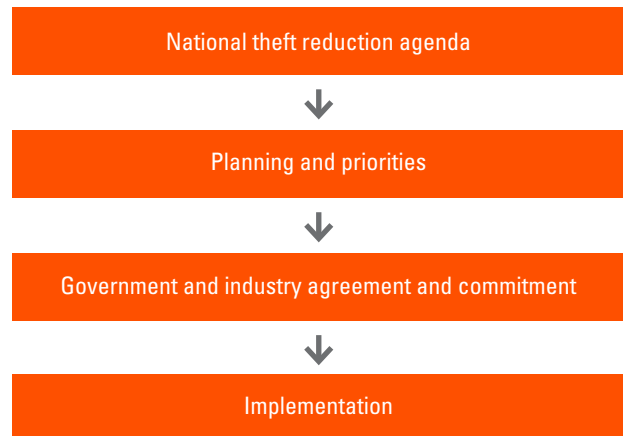 National theft reduction agenda
Planning and priorities
Government and industry agreement and commitment
Implementation